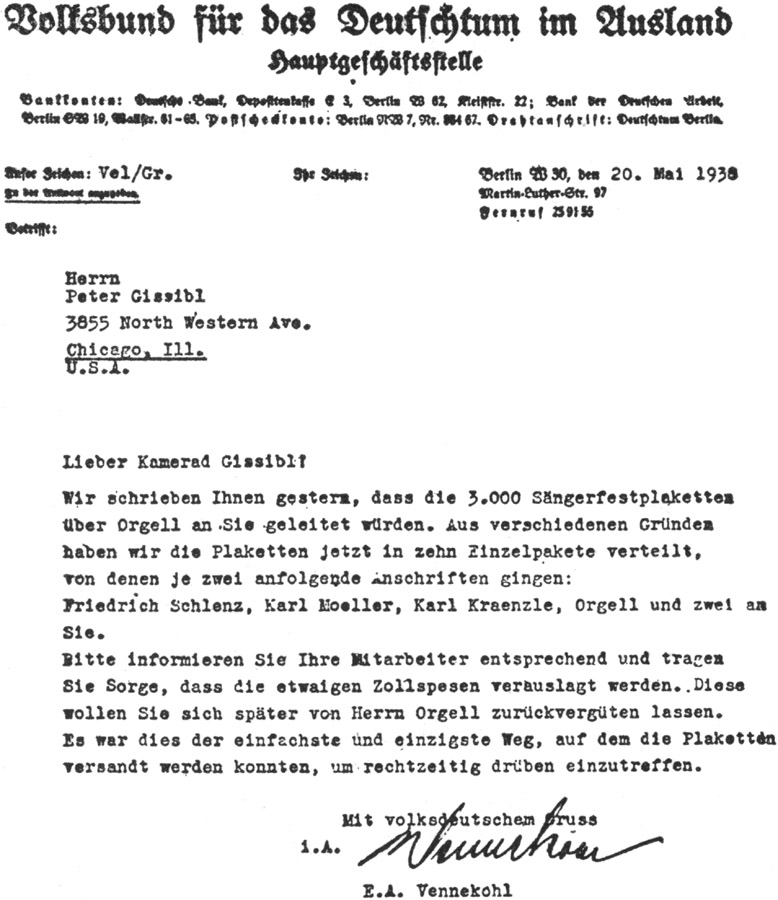 Volksbund für das Deutschtum im Ausland
Hauptgeschäftsstelle
Bankkonten: Deutsche Bank, Depositenkasse E 3, Berlin W 62, Kleiststr. 22; Bank der Deutschen Arbeit,
Berlin SW 19, Wallstr. 61-65. Postscheckkonto: Berlin NW 7, Nr. 88467. Drahtanschrift: Deutschtum Berlin.
Unser Zeichen: Vel/Gr.
Ihr Zeichen:
Berlin W 30, den 20. Mai 1938
In der Antwort anzugeben.
Martin-Luther-Str. 97
Fernruf 259155
Betrifft:
Herrn
Peter Gissibl
3855 North Western Ave.
Chicago, Ill.
U.S.A.
Lieber Kamerad Gissibl!
Wir schrieben Ihnen gestern, dass die 3.000 Sängerfestplaketten
über Orgell an Sie geleitet würden. Aus verschiedenen Gründen
haben wir die Plaketten jetzt in zehn Einzelpakete verteilt,
von denen je zwei anfolgende Anschriften gingen:
Friedrich Schlenz, Karl Moeller, Karl Kraenzle, Orgell und zwei an
Sie.
Bitte informieren Sie Ihre Mitarbeiter entsprechend und tragen
Sie Sorge, dass die etwaigen Zollspesen verauslagt werden. Diese
wollen Sie sich später von Herrn Orgell zurückvergüten lassen.
Es war dies der einfachste und einzigste Weg, auf dem die Plaketten
versandt werden konnten, um rechtzeitig drüben einzutreffen.
Mit volksdeutschem Gruss
i.A. Vennekohl
E.A. Vennekohl